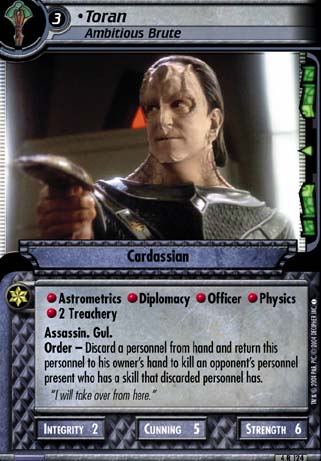 3
•Toran
Ambitious Brute
Cardassian
Astrometrics Diplomacy Officer Physics
2 Treachery
Assassin. Gul.
Order – Discard a personnel from hand and return this
personnel to his owner's hand to kill an opponent's personnel
present who has a skill that discarded personnel has.
"I will take over from here."
INTEGRITY 2 CUNNING 5 STRENGTH 6
4 R 124